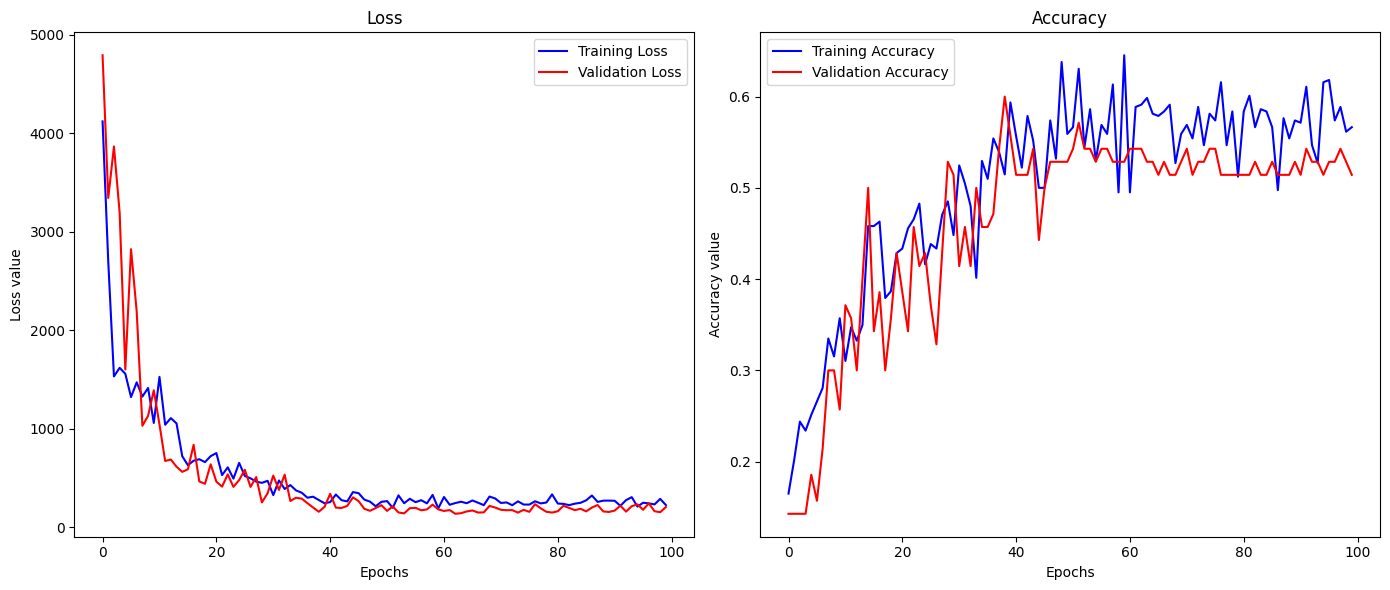 Loss
Training Loss
Validation Loss
5000
4000
3000
2000
1000
0
Loss value
0
20
40
60
80
100
Epochs
Accuracy
Training Accuracy
Validation Accuracy
0.6
0.5
0.4
0.3
0.2
Accuracy value
0
20
40
60
80
100
Epochs